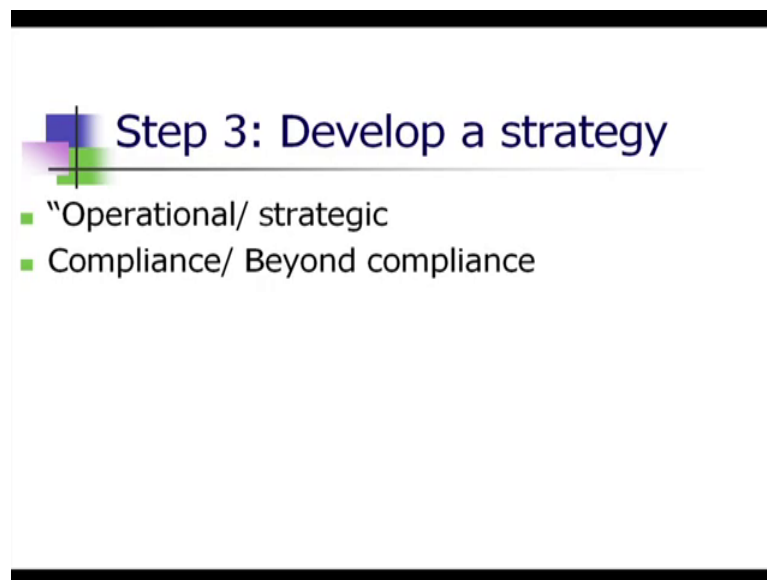 Step 3: Develop a strategy
“Operational/ strategic
Compliance/ Beyond compliance